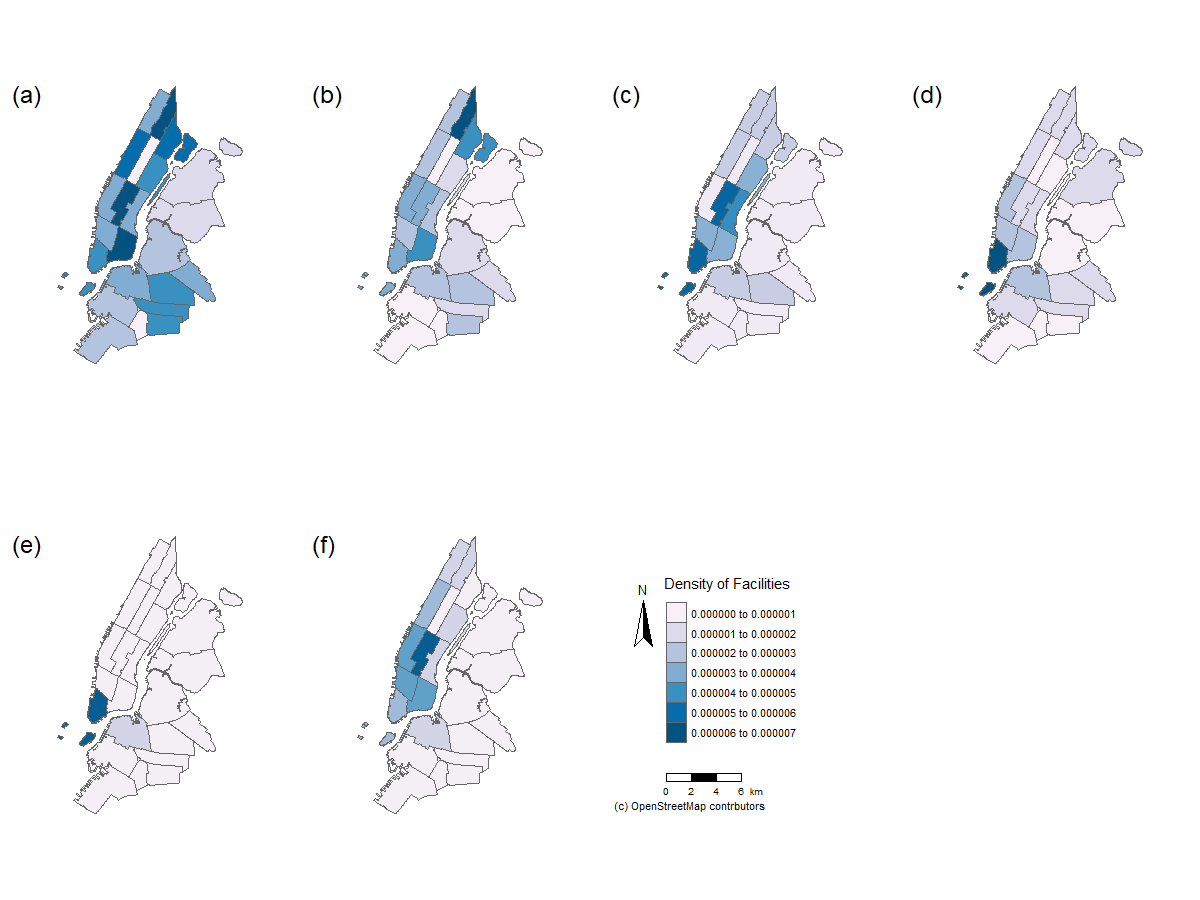 (a)
(b)
(c)
(d)
(e)
(f)
Density of Facilities
N
0.000000 to 0.000001
0.000001 to 0.000002
0.000002 to 0.000003
0.000003 to 0.000004
0.000004 to 0.000005
0.000005 to 0.000006
0.000006 to 0.000007
0 2 4 6 km
(c) OpenStreetMap contrbutors